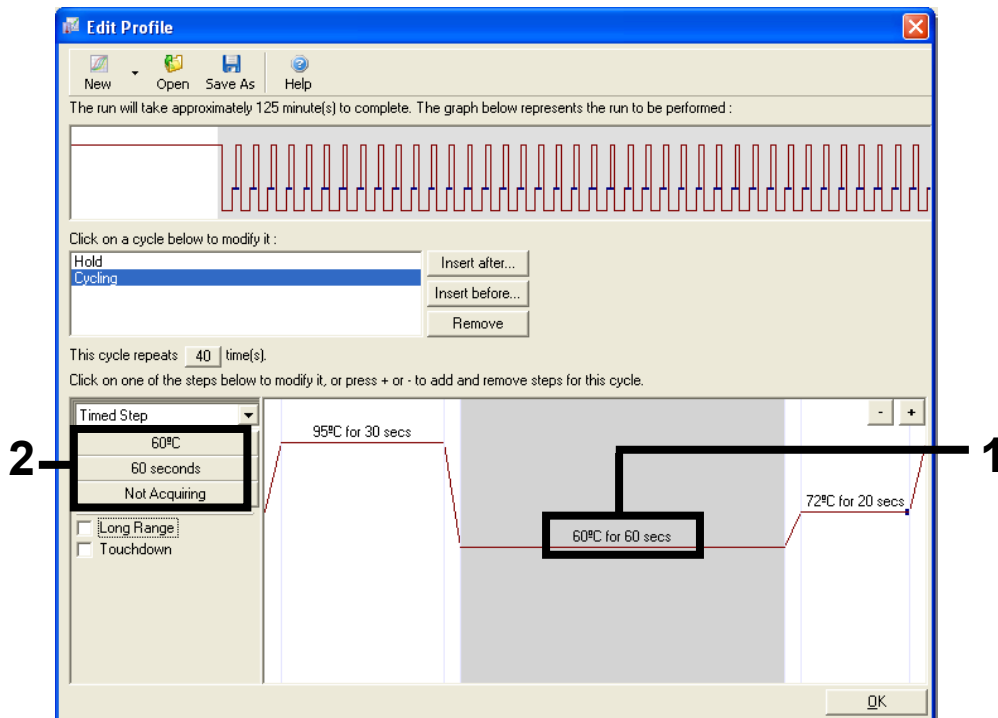 Edit Profile
New Open Save As Help
The run will take approximately 125 minute(s) to complete. The graph below represents the run to be performed :
Click on a cycle below to modify it :
Hold
Cycling
Insert after...
Insert before...
Remove
This cycle repeats 40 time(s).
Click on one of the steps below to modify it, or press + or - to add and remove steps for this cycle.
Timed Step
- +
60ºC
60 seconds
Not Acquiring
Long Range
Touchdown
95ºC for 30 secs
60ºC for 60 secs
72ºC for 20 secs
2
1
OK